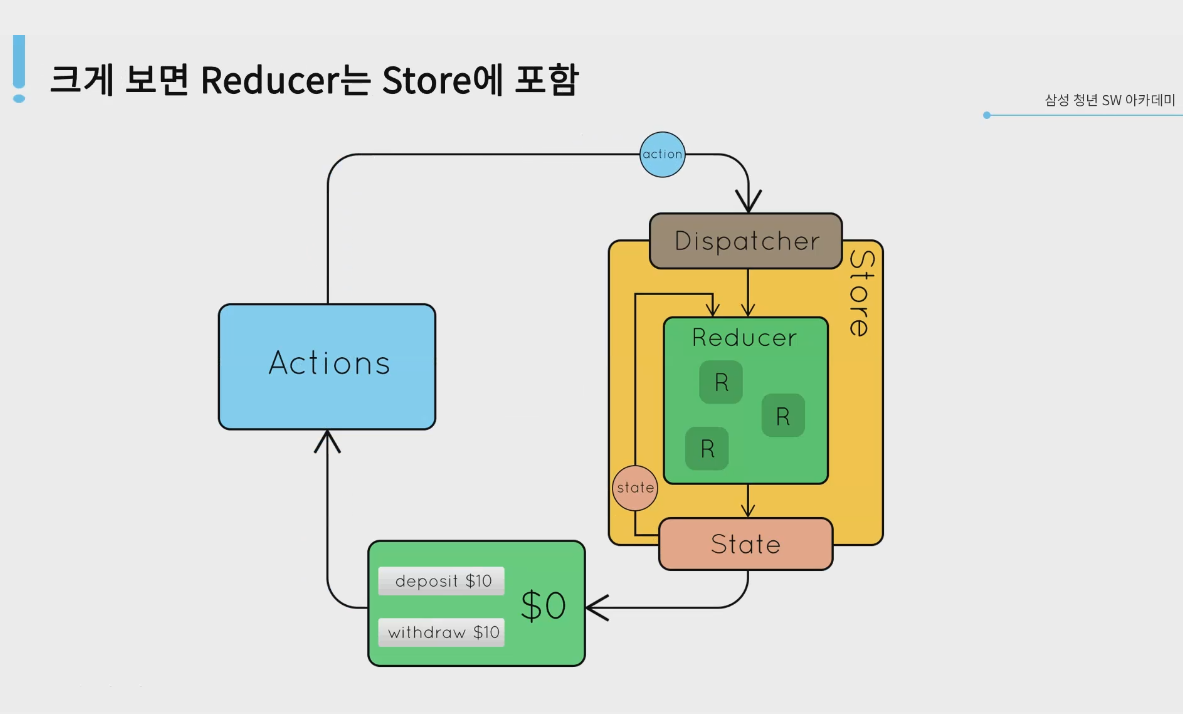 크게 보면 Reducer는 Store에 포함
삼성 청년 SW 아카데미
action
Dispatcher
Store
Actions
Reducer
R
R
R
state
State
deposit $10
$0
withdraw $10